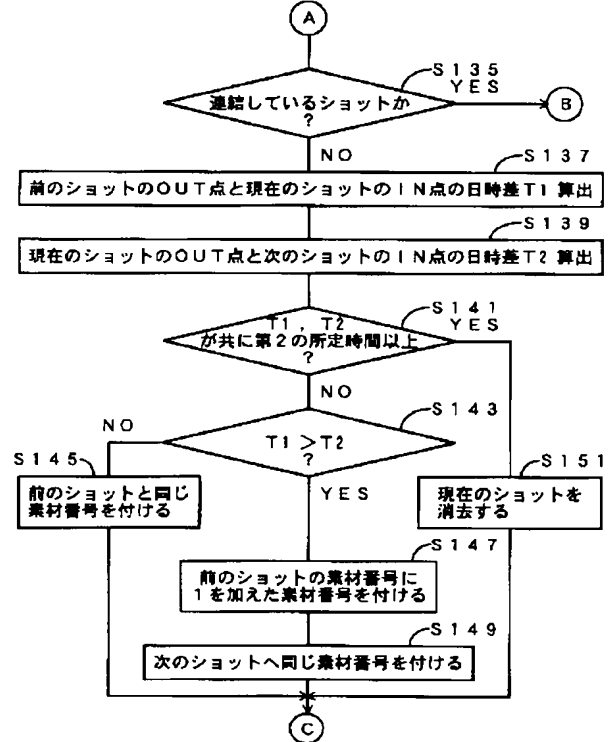 A
S135
YES
連結しているショットか
?
B
NO
S137
前のショットのOUT点と現在のショットのIN点の日時差T1算出
S139
現在のショットのOUT点と次のショットのIN点の日時差T2算出
S141
YES
T1,T2
が共に第2の所定時間以上
?
NO
S143
NO
T1>T2
?
S145
YES
S151
前のショットと同じ
素材番号を付ける
現在のショットを
消去する
S147
前のショットの素材番号に
1を加えた素材番号を付ける
S149
次のショットへ同じ素材番号を付ける
C